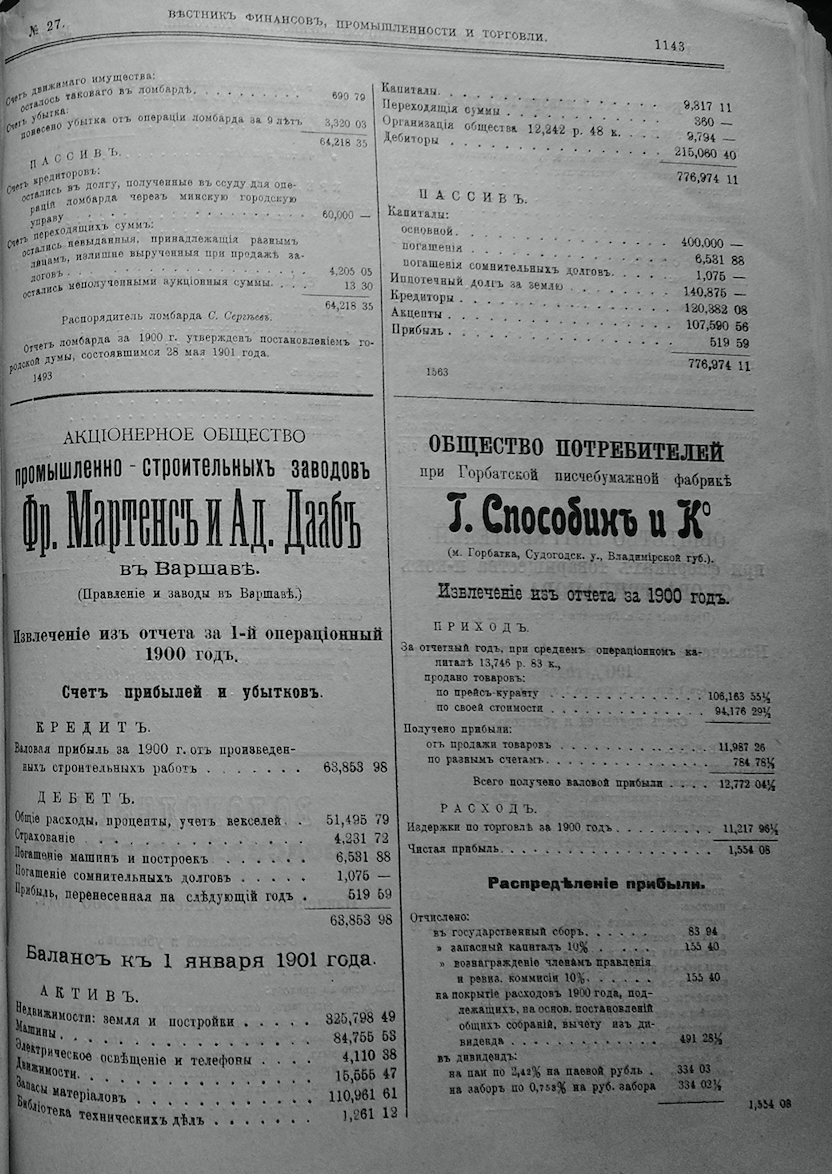 № 27.
ВѢСТНИКЪ ФИНАНСОВЪ, ПРОМЫШЛЕННОСТИ И ТОРГОВЛИ.
1143
Счетъ движимаго имущества:
осталось таковаго въ ломбардѣ. . . . . . . . . . 690 79
Счетъ убытка:
понесено убытка отъ операціи ломбарда за 9 лѣтъ 3,320 03
64,218 35
ПАССИВЪ.
Счетъ кредиторовъ:
остались въ долгу, полученные въ ссуду для опе-
рацій ломбарда черезъ минскую городскую
управу . . . . . . . . . . 60,000 —
Счетъ переходящихъ суммъ:
остались невыданныя, принадлежащія разнымъ
лицамъ, излишне вырученныя при продажѣ за-
логовъ . . . . . . . . . . 4,205 05
остались неполученными аукціонныя суммы. . . . 13 30
64,218 35
Распорядитель ломбарда С. Сергѣевъ.
Отчетъ ломбарда за 1900 г. утвержденъ постановленіемъ го-
родской думы, состоявшимся 28 мая 1901 года.
1493
АКЦІОНЕРНОЕ ОБЩЕСТВО
промышленно-строительныхъ заводовъ
Фр. Мартенсъ и Ад. Даабъ
въ Варшавѣ.
(Правленіе и заводы въ Варшавѣ.)
Извлеченіе изъ отчета за 1-й операціонный
1900 годъ.
Счетъ прибылей и убытковъ.
КРЕДИТЪ.
Валовая прибыль за 1900 г. отъ произведен-
ныхъ строительныхъ работъ . . . . . . . 63,853 98
ДЕБЕТЪ.
Общіе расходы, проценты, учетъ векселей . . 51,495 79
Страхованіе . . . . . . . . . . 4,231 72
Погашеніе машинъ и построекъ . . . . . . 6,531 88
Погашеніе сомнительныхъ долговъ . . . . . 1,075 —
Прибыль, перенесенная на слѣдующій годъ . 519 59
63,853 98
Балансъ къ 1 января 1901 года.
АКТИВЪ.
Недвижимости: земля и постройки . . . . . 325,798 49
Машины. . . . . . . . . . 84,755 53
Электрическое освѣщеніе и телефоны . . . . 4,110 38
Движимости. . . . . . . . . . 15,555 47
Запасы матеріаловъ . . . . . . . . . . 110,961 61
Библіотека техническихъ дѣлъ . . . . . . . 1,261 13
Капиталы. . . . . . . . . . 9,317 11
Переходящія суммы . . . . . . . . . . 360 —
Организація общества 12,242 р. 48 к. . . . . 9,794 —
Дебиторы . . . . . . . . . . 215,060 40
776,974 11
ПАССИВЪ.
Капиталы:
основной. . . . . . . . . . 400,000 —
погашенія . . . . . . . . . . 6,531 88
погашенія сомнительныхъ долговъ. . . . . 1,075 —
Ипотечный долгъ за землю . . . . . . . . 140,875 —
Кредиторы . . . . . . . . . . 120,382 08
Акцепты . . . . . . . . . . 107,590 56
Прибыль . . . . . . . . . . 519 59
776,974 11
1563
ОБЩЕСТВО ПОТРЕБИТЕЛЕЙ
при Горбатской писчебумажной фабрикѣ
Г. Способинъ и Ко
(м. Горбатка, Судогодск. у., Владимірской губ.).
Извлеченіе изъ отчета за 1900 годъ.
ПРИХОДЪ.
За отчетный годъ, при среднемъ операціонномъ ка-
питалѣ 13,746 р. 83 к.,
продано товаровъ:
по прейсъ-куранту . . . . . . . . . . 106,163 55½
по своей стоимости . . . . . . . . . . 94,176 29½
Получено прибыли:
отъ продажи товаровъ . . . . . . . . . . 11,987 26
по разнымъ счетамъ. . . . . . . . . . 784 78½
Всего получено валовой прибыли . . . . 12,772 04½
РАСХОДЪ.
Издержки по торговлѣ за 1900 годъ . . . . . . . . . 11,217 96½
Чистая прибыль. . . . . . . . . . 1,554 08
Распредѣленіе прибыли.
Отчислено:
въ государственный сборъ. . . . . . 83 94
» запасный капиталъ 10% . . . . . 155 40
» вознагражденіе членамъ правленія
и ревиз. коммисіи 10%. . . . . . 155 40
на покрытіе расходовъ 1900 года, под-
лежащихъ, на основ. постановленій
общихъ собраній, вычету изъ ди-
виденда . . . . . . . . . . 491 28½
въ дивидендъ:
на паи по 2,43% на паевой рубль . 334 03
на заборъ по 0,753% на руб. забора 334 02½
1,554 08